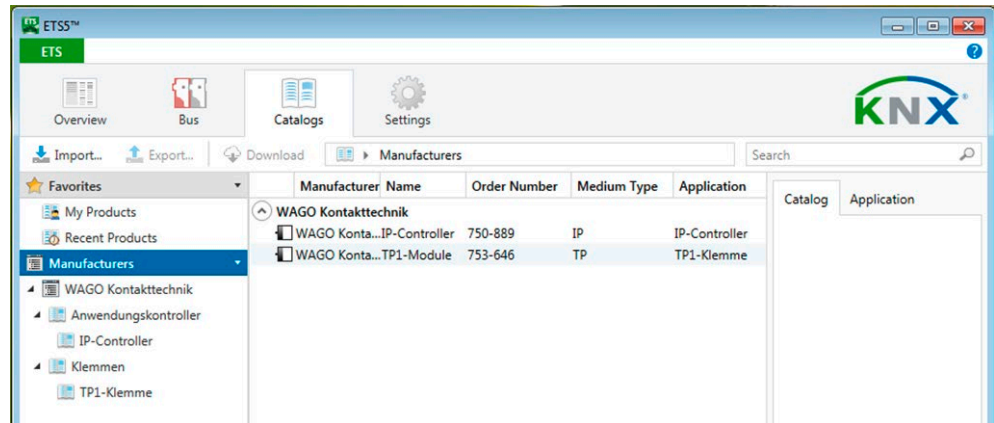 ETS5™
ETS
Overview Bus Catalogs Settings
KNX®
Import... Export... Download Manufacturers Search
Favorites
My Products
Recent Products
Manufacturers
WAGO Kontakttechnik
Anwendungskontroller
IP-Controller
Klemmen
TP1-Klemme
Manufacturer Name Order Number Medium Type Application
WAGO Kontakttechnik
WAGO Konta...IP-Controller 750-889 IP IP-Controller
WAGO Konta...TP1-Module 753-646 TP TP1-Klemme
Catalog Application